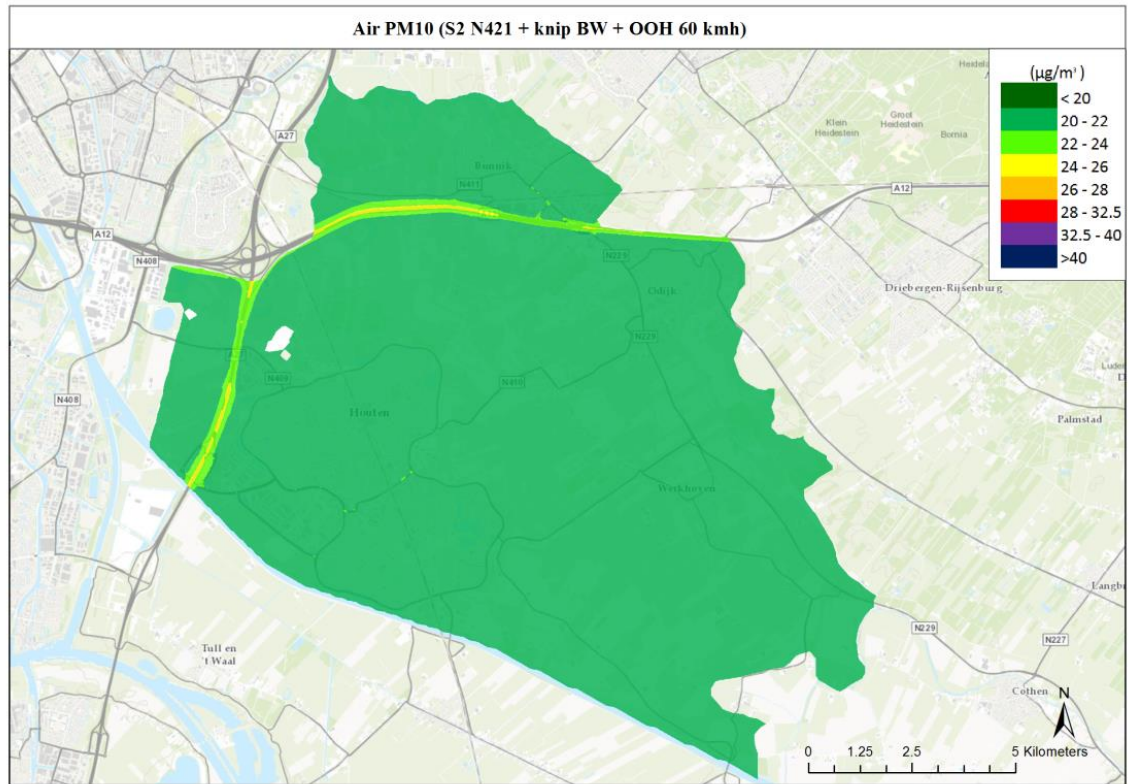 Air PM10 (S2 N421 + knip BW + OOH 60 kmh)
(µg/m³ )
< 20
20 - 22
22 - 24
24 - 26
26 - 28
28 - 32.5
32.5 - 40
>40
Klein
Heidestein
Groot
Heidestein
Bornia
A27
Bunnik
N411
A12
A12
N408
N229
Odijk
Driebergen-Rijsenburg
N229
N409
N410
N408
Houten
Palmstad
Werkhoven
Tull en
't Waal
N229
N227
Cothen
N
0 1.25 2.5 5 Kilometers